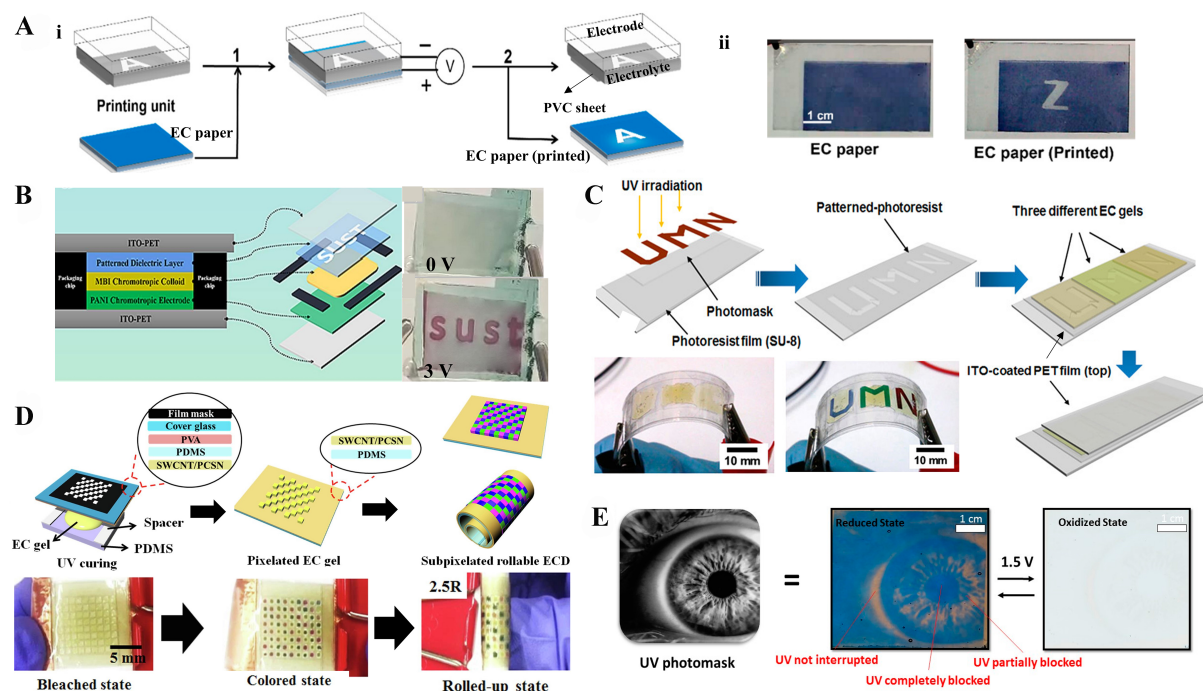 A
i
A
1
Printing unit
EC paper
A
−
+
V
2
Electrode
A
Electrolyte
PVC sheet
A
EC paper (printed)
ii
1 cm
EC paper
Z
EC paper (Printed)
B
ITO-PET
Patterned Dielectric Layer
MBI Chromotropic Colloid
PANI Chromotropic Electrode
ITO-PET
Packaging chip
Packaging chip
SUST
0 V
sust
3 V
C
UV irradiation
UMN
Photomask
Photoresist film (SU-8)
Patterned-photoresist
UMN
Three different EC gels
UMN
ITO-coated PET film (top)
10 mm
UMN
10 mm
D
Film mask
Cover glass
PVA
PDMS
SWCNT/PCSN
EC gel
Spacer
PDMS
UV curing
SWCNT/PCSN
PDMS
Pixelated EC gel
Subpixelated rollable ECD
5 mm
Bleached state
Colored state
2.5R
Rolled-up state
E
UV photomask
=
Reduced State
1 cm
UV not interrupted
UV completely blocked
UV partially blocked
1.5 V
Oxidized State
1 cm